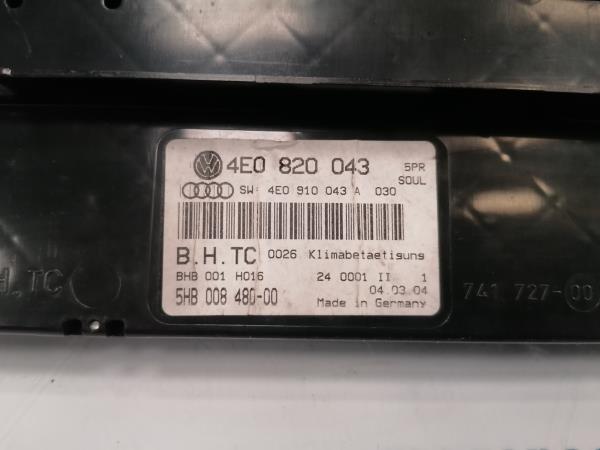 4E0 820 043 5PR
SOUL
SW: 4E0 910 043 A 030
B.H.TC 0026 Klimabetaetisuns
BHB 001 H016 24 0001 II 1
5HB 008 480-00 04.03.04
Made in Germany
H.TC
741 727-00